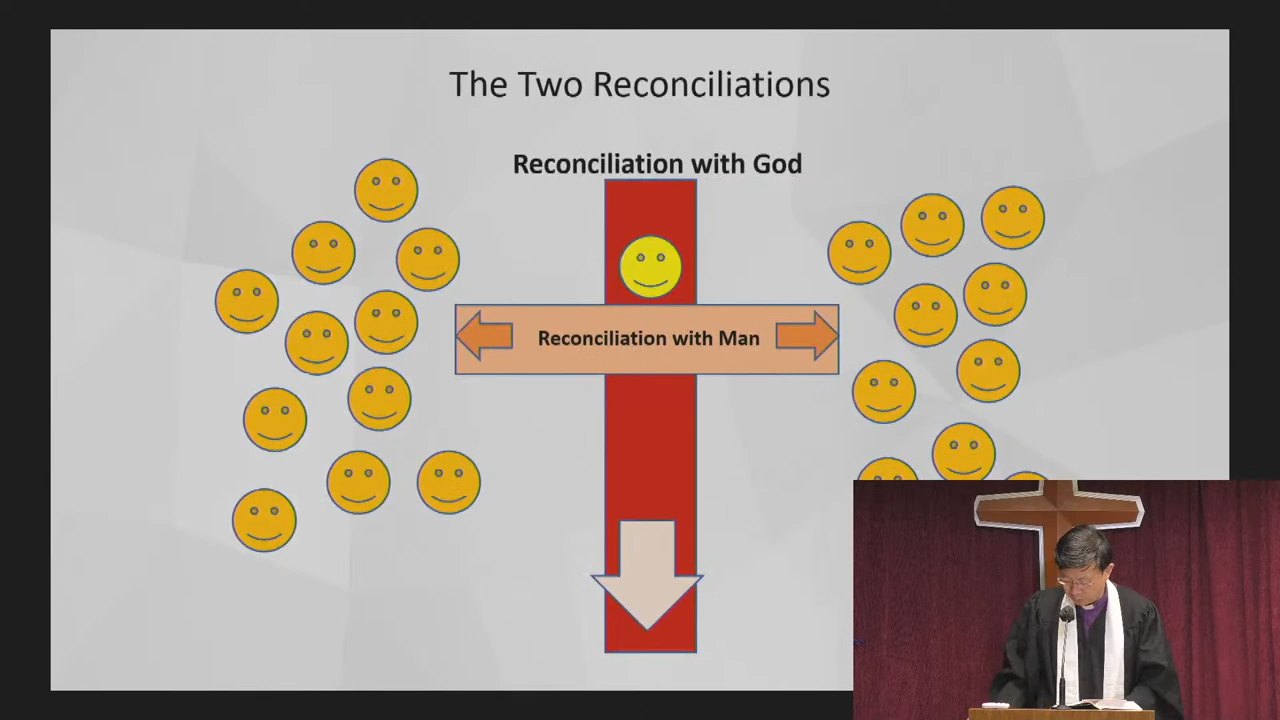 The Two Reconciliations
Reconciliation with God
Reconciliation with Man